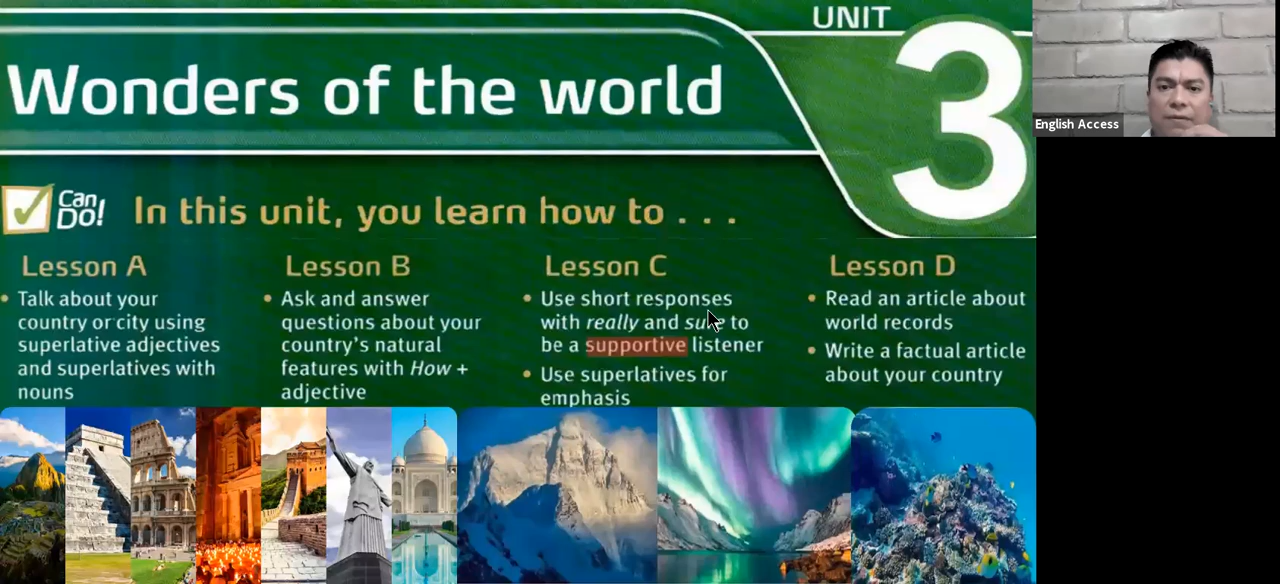 UNIT
3
Wonders of the world
Can
Do!
In this unit, you learn how to . . .
Lesson A
• Talk about your
country or city using
superlative adjectives
and superlatives with
nouns
Lesson B
• Ask and answer
questions about your
country's natural
features with How +
adjective
Lesson C
• Use short responses
with really and sure to
be a supportive listener
• Use superlatives for
emphasis
Lesson D
• Read an article about
world records
• Write a factual article
about your country
English Access